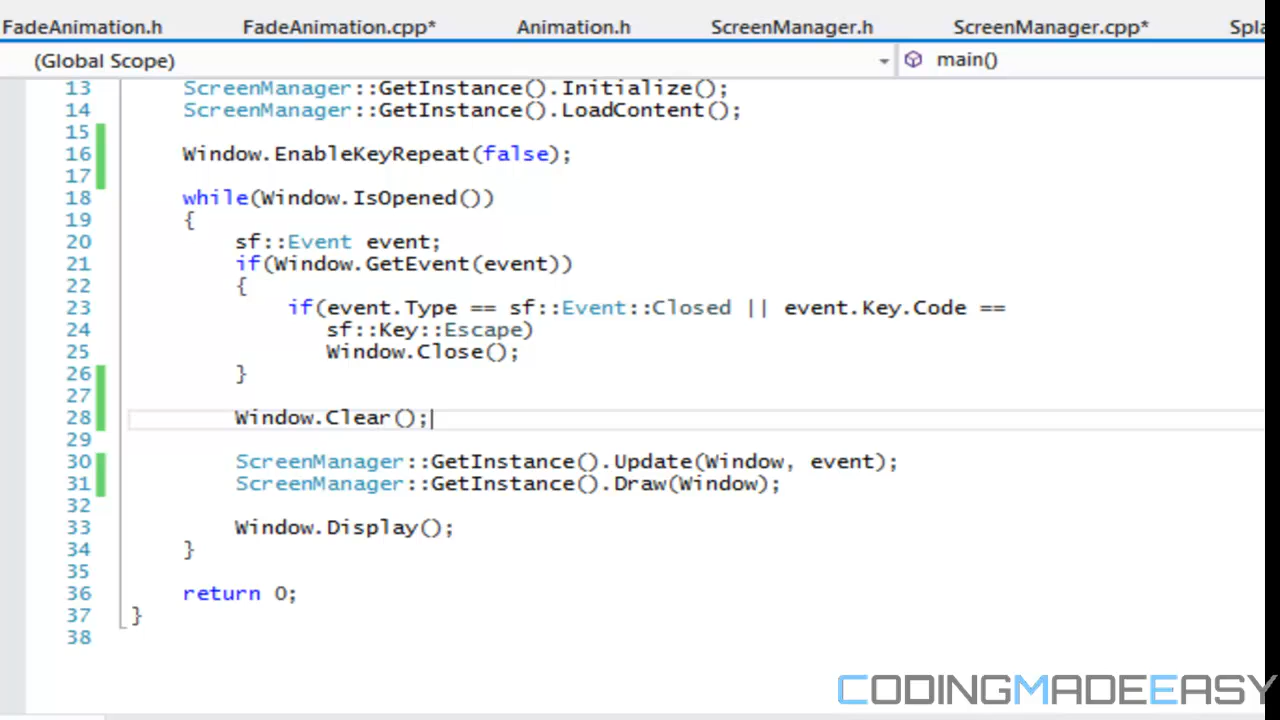 FadeAnimation.h FadeAnimation.cpp* Animation.h ScreenManager.h ScreenManager.cpp*
(Global Scope) main()
13 ScreenManager::GetInstance().Initialize();
14 ScreenManager::GetInstance().LoadContent();
15
16 Window.EnableKeyRepeat(false);
17
18 while(Window.IsOpened())
19 {
20 sf::Event event;
21 if(Window.GetEvent(event))
22 {
23 if(event.Type == sf::Event::Closed || event.Key.Code ==
24 sf::Key::Escape)
25 Window.Close();
26 }
27
28 Window.Clear();
29
30 ScreenManager::GetInstance().Update(Window, event);
31 ScreenManager::GetInstance().Draw(Window);
32
33 Window.Display();
34 }
35
36 return 0;
37 }
38
CODINGMADEEASY